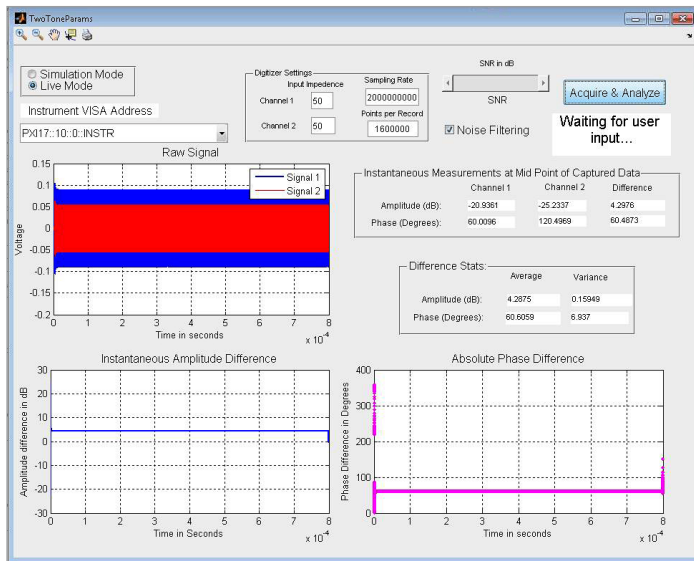 TwoToneParams
Simulation Mode
Live Mode
Instrument VISA Address
PXI17::10::0::INSTR
Digitizer Settings
Input Impedence
Sampling Rate
Channel 1
50
2000000000
Channel 2
50
Points per Record
1600000
SNR in dB
SNR
Noise Filtering
Acquire & Analyze
Waiting for user
input...
Raw Signal
Signal 1
Signal 2
Voltage
0.15
0.1
0.05
0
-0.05
-0.1
-0.15
-0.2
0 1 2 3 4 5 6 7 8
Time in seconds
x 10⁻⁴
Instantaneous Measurements at Mid Point of Captured Data
Channel 1 Channel 2 Difference
Amplitude (dB): -20.9361 -25.2337 4.2976
Phase (Degrees): 60.0096 120.4969 60.4873
Difference Stats:
Average Variance
Amplitude (dB): 4.2875 0.15949
Phase (Degrees): 60.6059 6.937
Instantaneous Amplitude Difference
Amplitude difference in dB
30
20
10
0
-10
-20
-30
0 1 2 3 4 5 6 7 8
Time in Seconds
x 10⁻⁴
Absolute Phase Difference
Phase Difference in Degrees
400
300
200
100
0
0 1 2 3 4 5 6 7 8
Time in Seconds
x 10⁻⁴